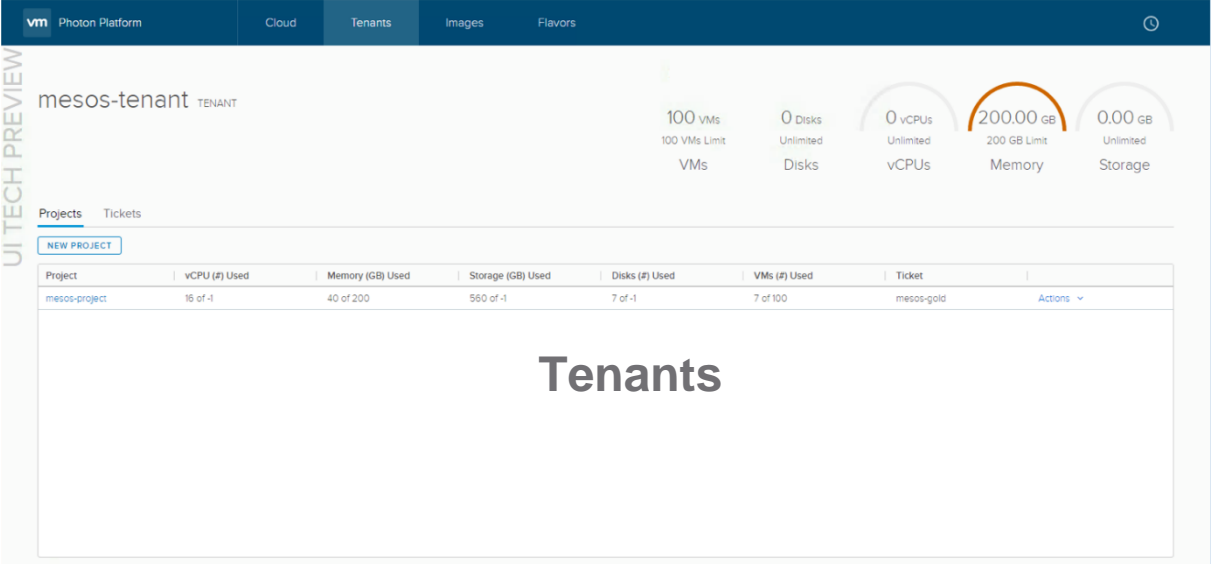 vm Photon Platform Cloud Tenants Images Flavors
UI TECH PREVIEW
mesos-tenant TENANT
100 VMs 0 Disks 0 vCPUs 200.00 GB 0.00 GB
100 VMs Limit Unlimited Unlimited 200 GB Limit Unlimited
VMs Disks vCPUs Memory Storage
Projects Tickets
NEW PROJECT
Project vCPU (#) Used Memory (GB) Used Storage (GB) Used Disks (#) Used VMs (#) Used Ticket
mesos-project 16 of -1 40 of 200 560 of -1 7 of -1 7 of 100 mesos-gold Actions
Tenants